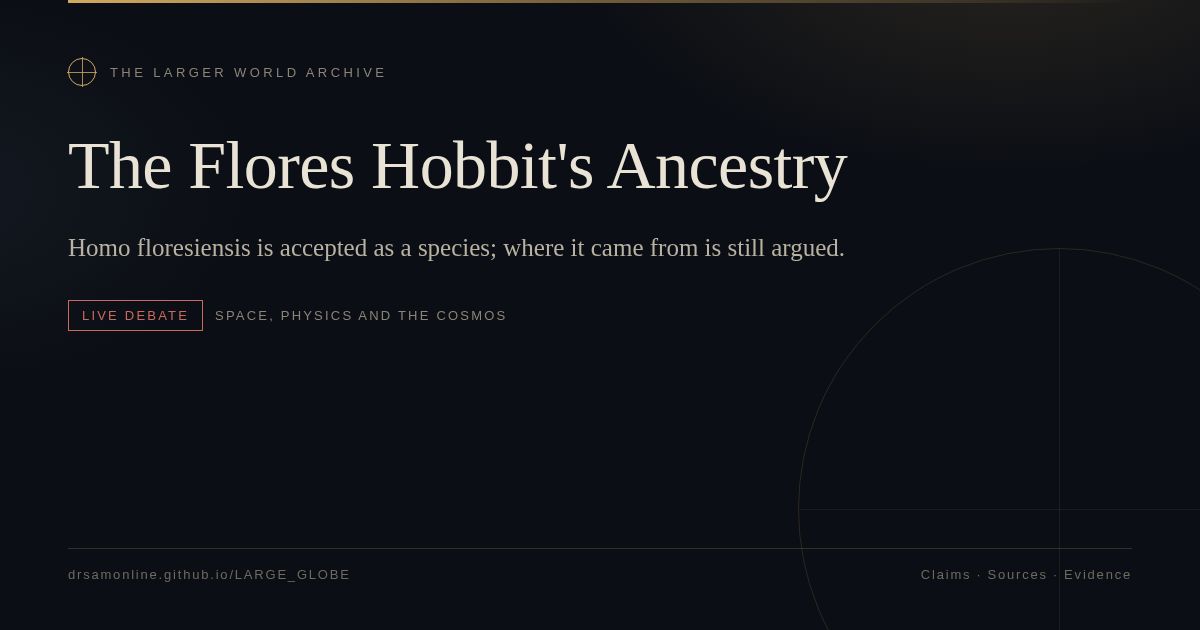 THE LARGER WORLD ARCHIVE
The Flores Hobbit's Ancestry
Homo floresiensis is accepted as a species; where it came from is still argued.
LIVE DEBATE SPACE, PHYSICS AND THE COSMOS
drsamonline.github.io/LARGE_GLOBE Claims · Sources · Evidence